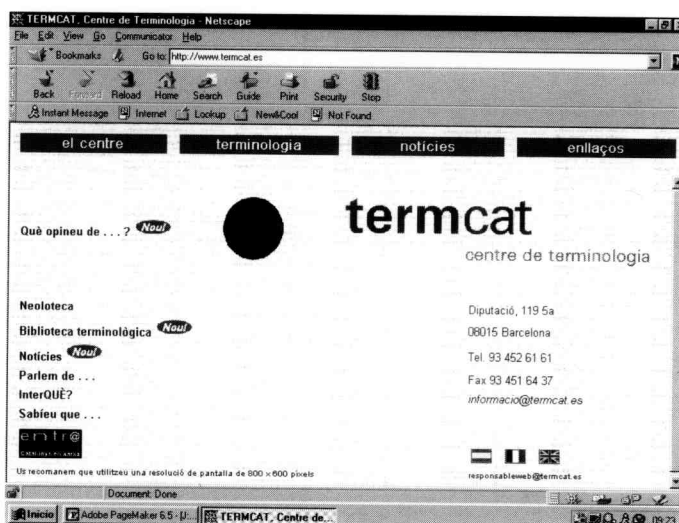 TERMCAT, Centre de Terminologia - Netscape
File Edit View Go Communicator Help
Bookmarks Go to: http://www.termcat.es
Back Forward Reload Home Search Guide Print Security Stop
Instant Message Internet Lookup New&Cool Not Found
el centre terminologia notícies enllaços
Què opineu de . . . ? Nou!
termcat
centre de terminologia
Neoloteca
Biblioteca terminològica Nou!
Notícies Nou!
Parlem de . . .
InterQUÈ?
Sabíeu que . . .
Diputació, 119 5a
08015 Barcelona
Tel. 93 452 61 61
Fax 93 451 64 37
informacio@termcat.es
entr@
Us recomanem que utilitzeu una resolució de pantalla de 800 × 600 píxels
responsableweb@termcat.es
Document: Done
Inicio Adobe PageMaker 6.5 - [J:... TERMCAT, Centre de... 09:23